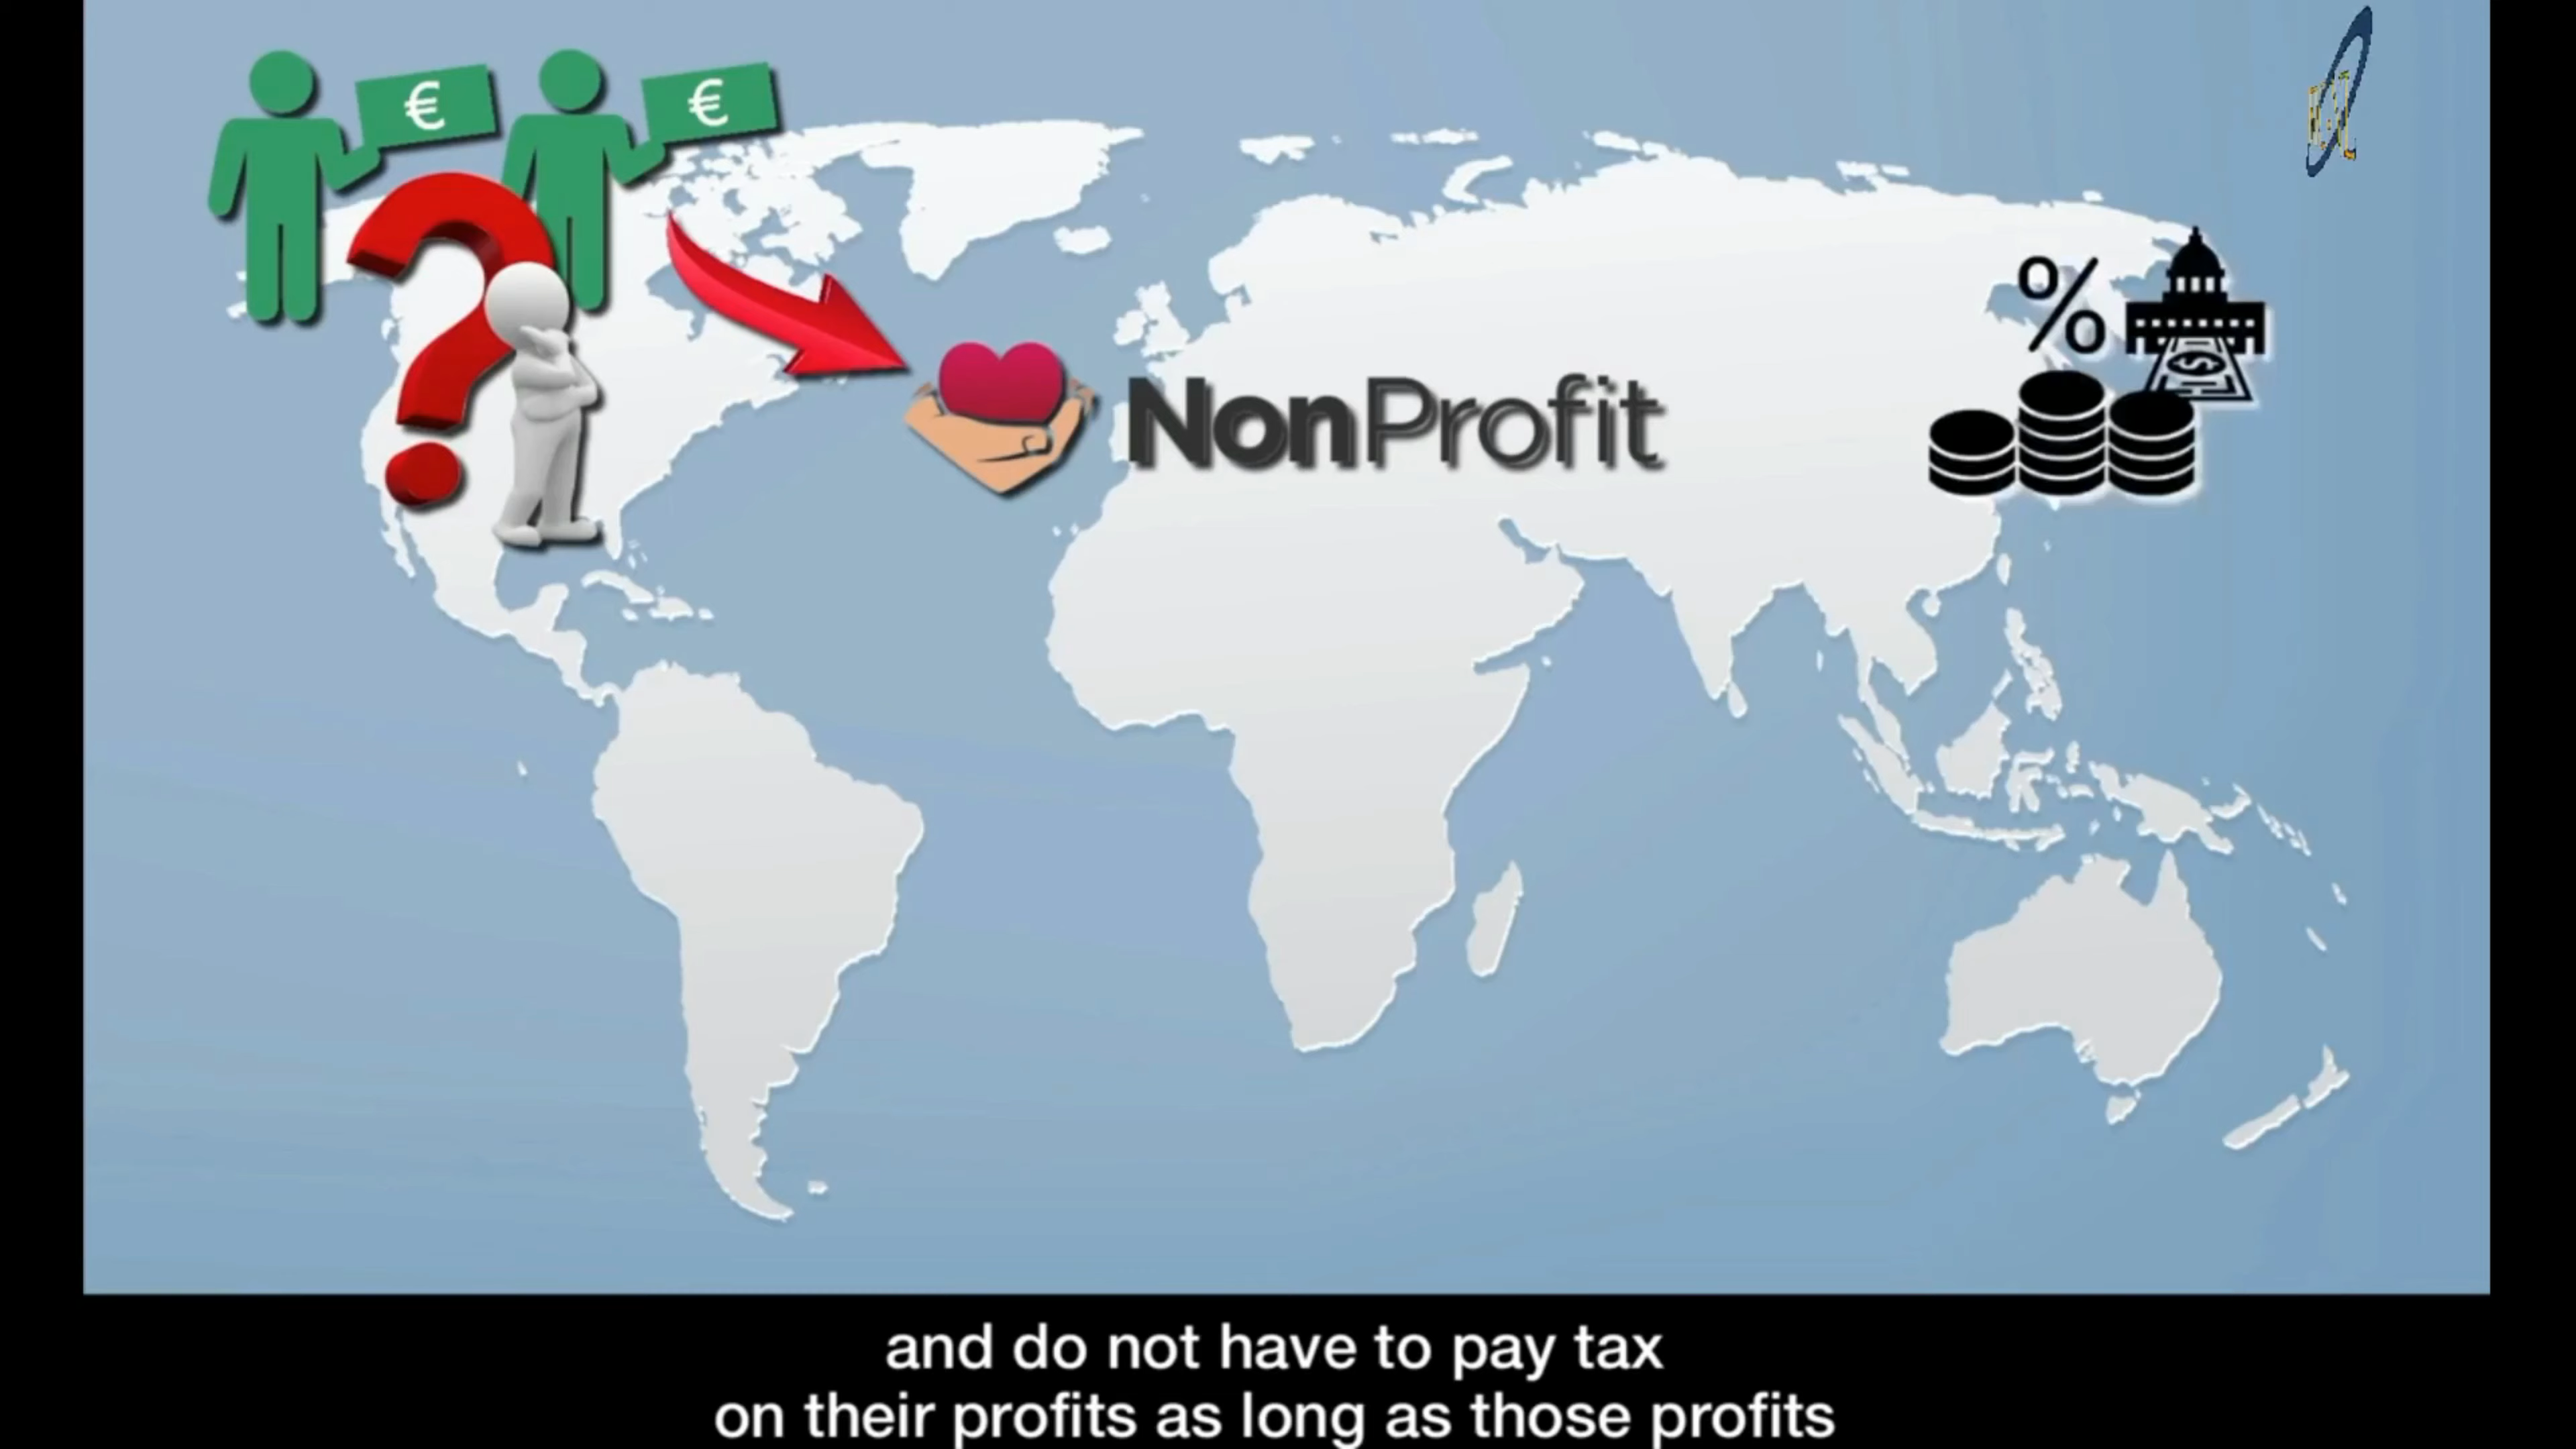 € €
%
NonProfit
$
and do not have to pay tax
on their profits as long as those profits